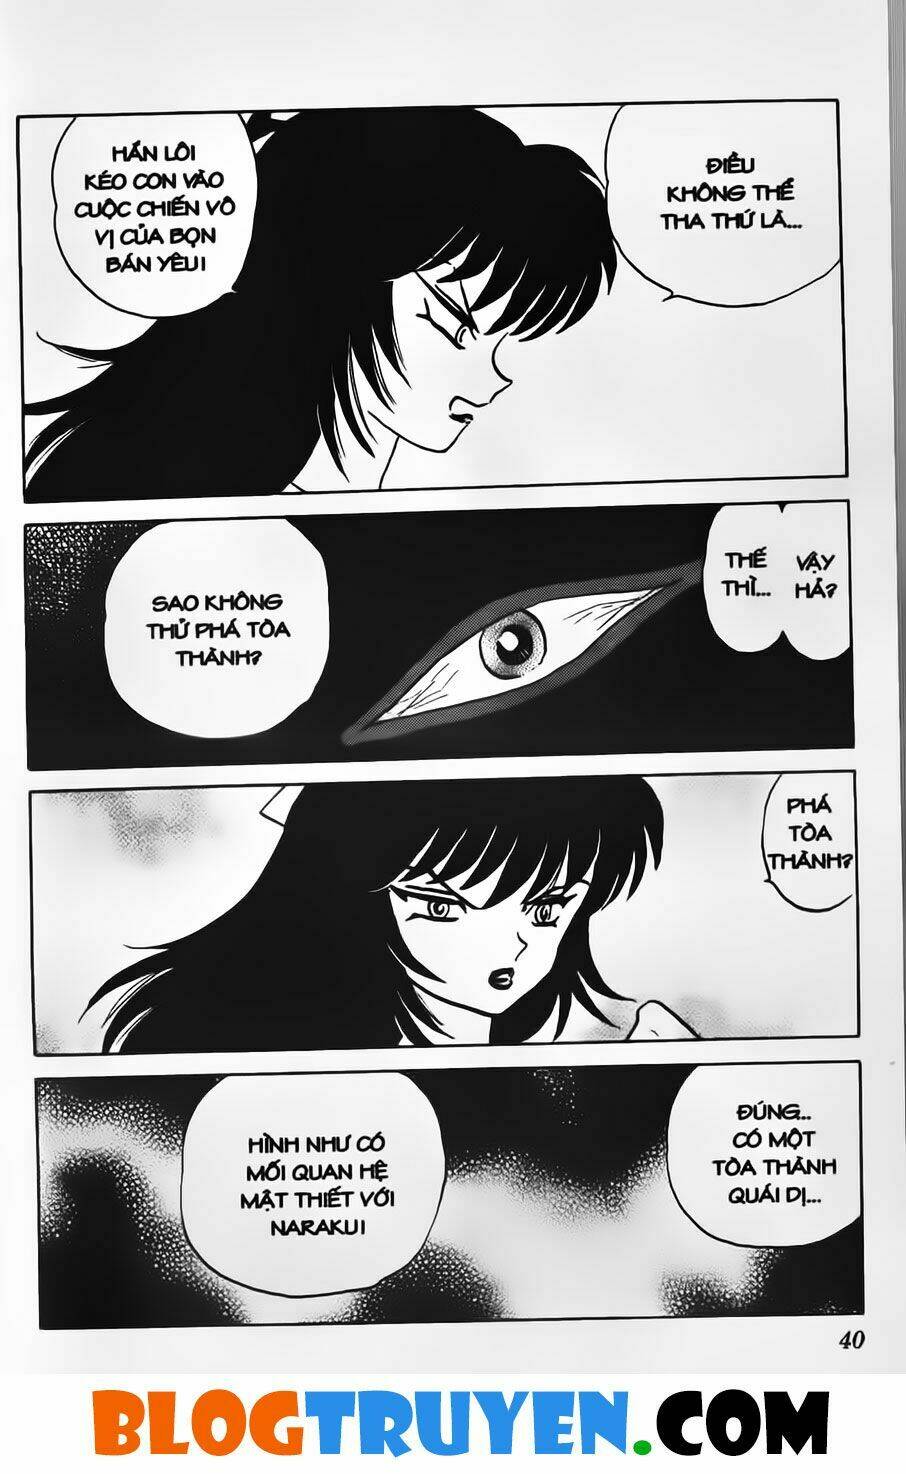 ĐIỀU
KHÔNG THỂ
THA THỨ LÀ...
HẮN LÔI
KÉO CON VÀO
CUỘC CHIẾN VÔ
VỊ CỦA BỌN
BÁN YÊU!
VẬY
HẢ?
THẾ
THÌ...
SAO KHÔNG
THỬ PHÁ TÒA
THÀNH?
PHÁ
TÒA
THÀNH?
ĐÚNG..
CÓ MỘT
TÒA THÀNH
QUÁI DỊ...
HÌNH NHƯ CÓ
MỐI QUAN HỆ
MẬT THIẾT VỚI
NARAKU!
40
BLOGTRUYEN.COM